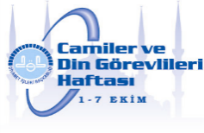 Camiler ve
Din Görevlileri
Haftası
1-7 EKİM